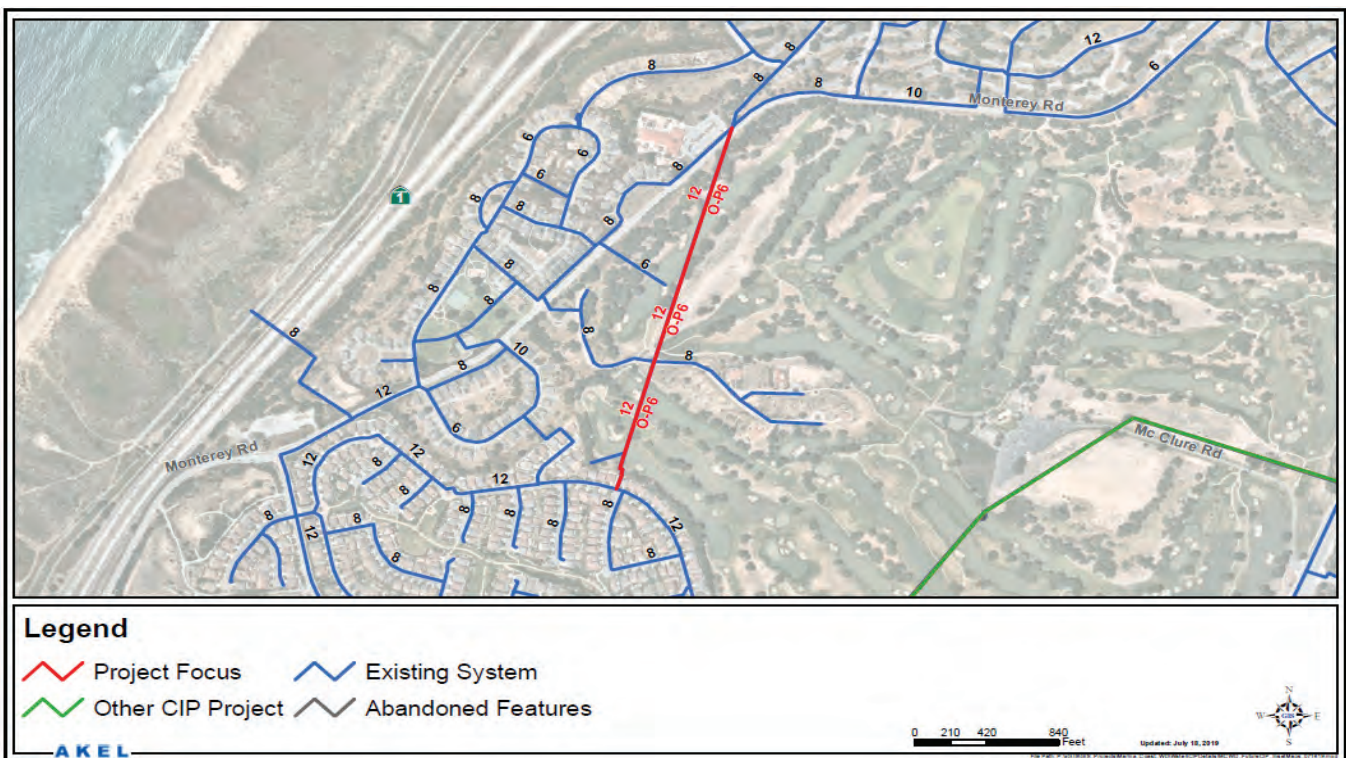 12
8
8
8
8
10
Monterey Rd
6
6
6
6
8
8
8
1
12
O-P6
8
6
8
8
8
12
O-P6
8
8
8
10
8
12
12
O-P6
6
Monterey Rd
Mc Clure Rd
12
12
8
12
8
8
8
8
8
8
12
8
12
8
8
Legend
Project Focus
Existing System
Other CIP Project
Abandoned Features
AKEL
0 210 420 840
Feet
Updated: July 18, 2019
N
W GIS E
S